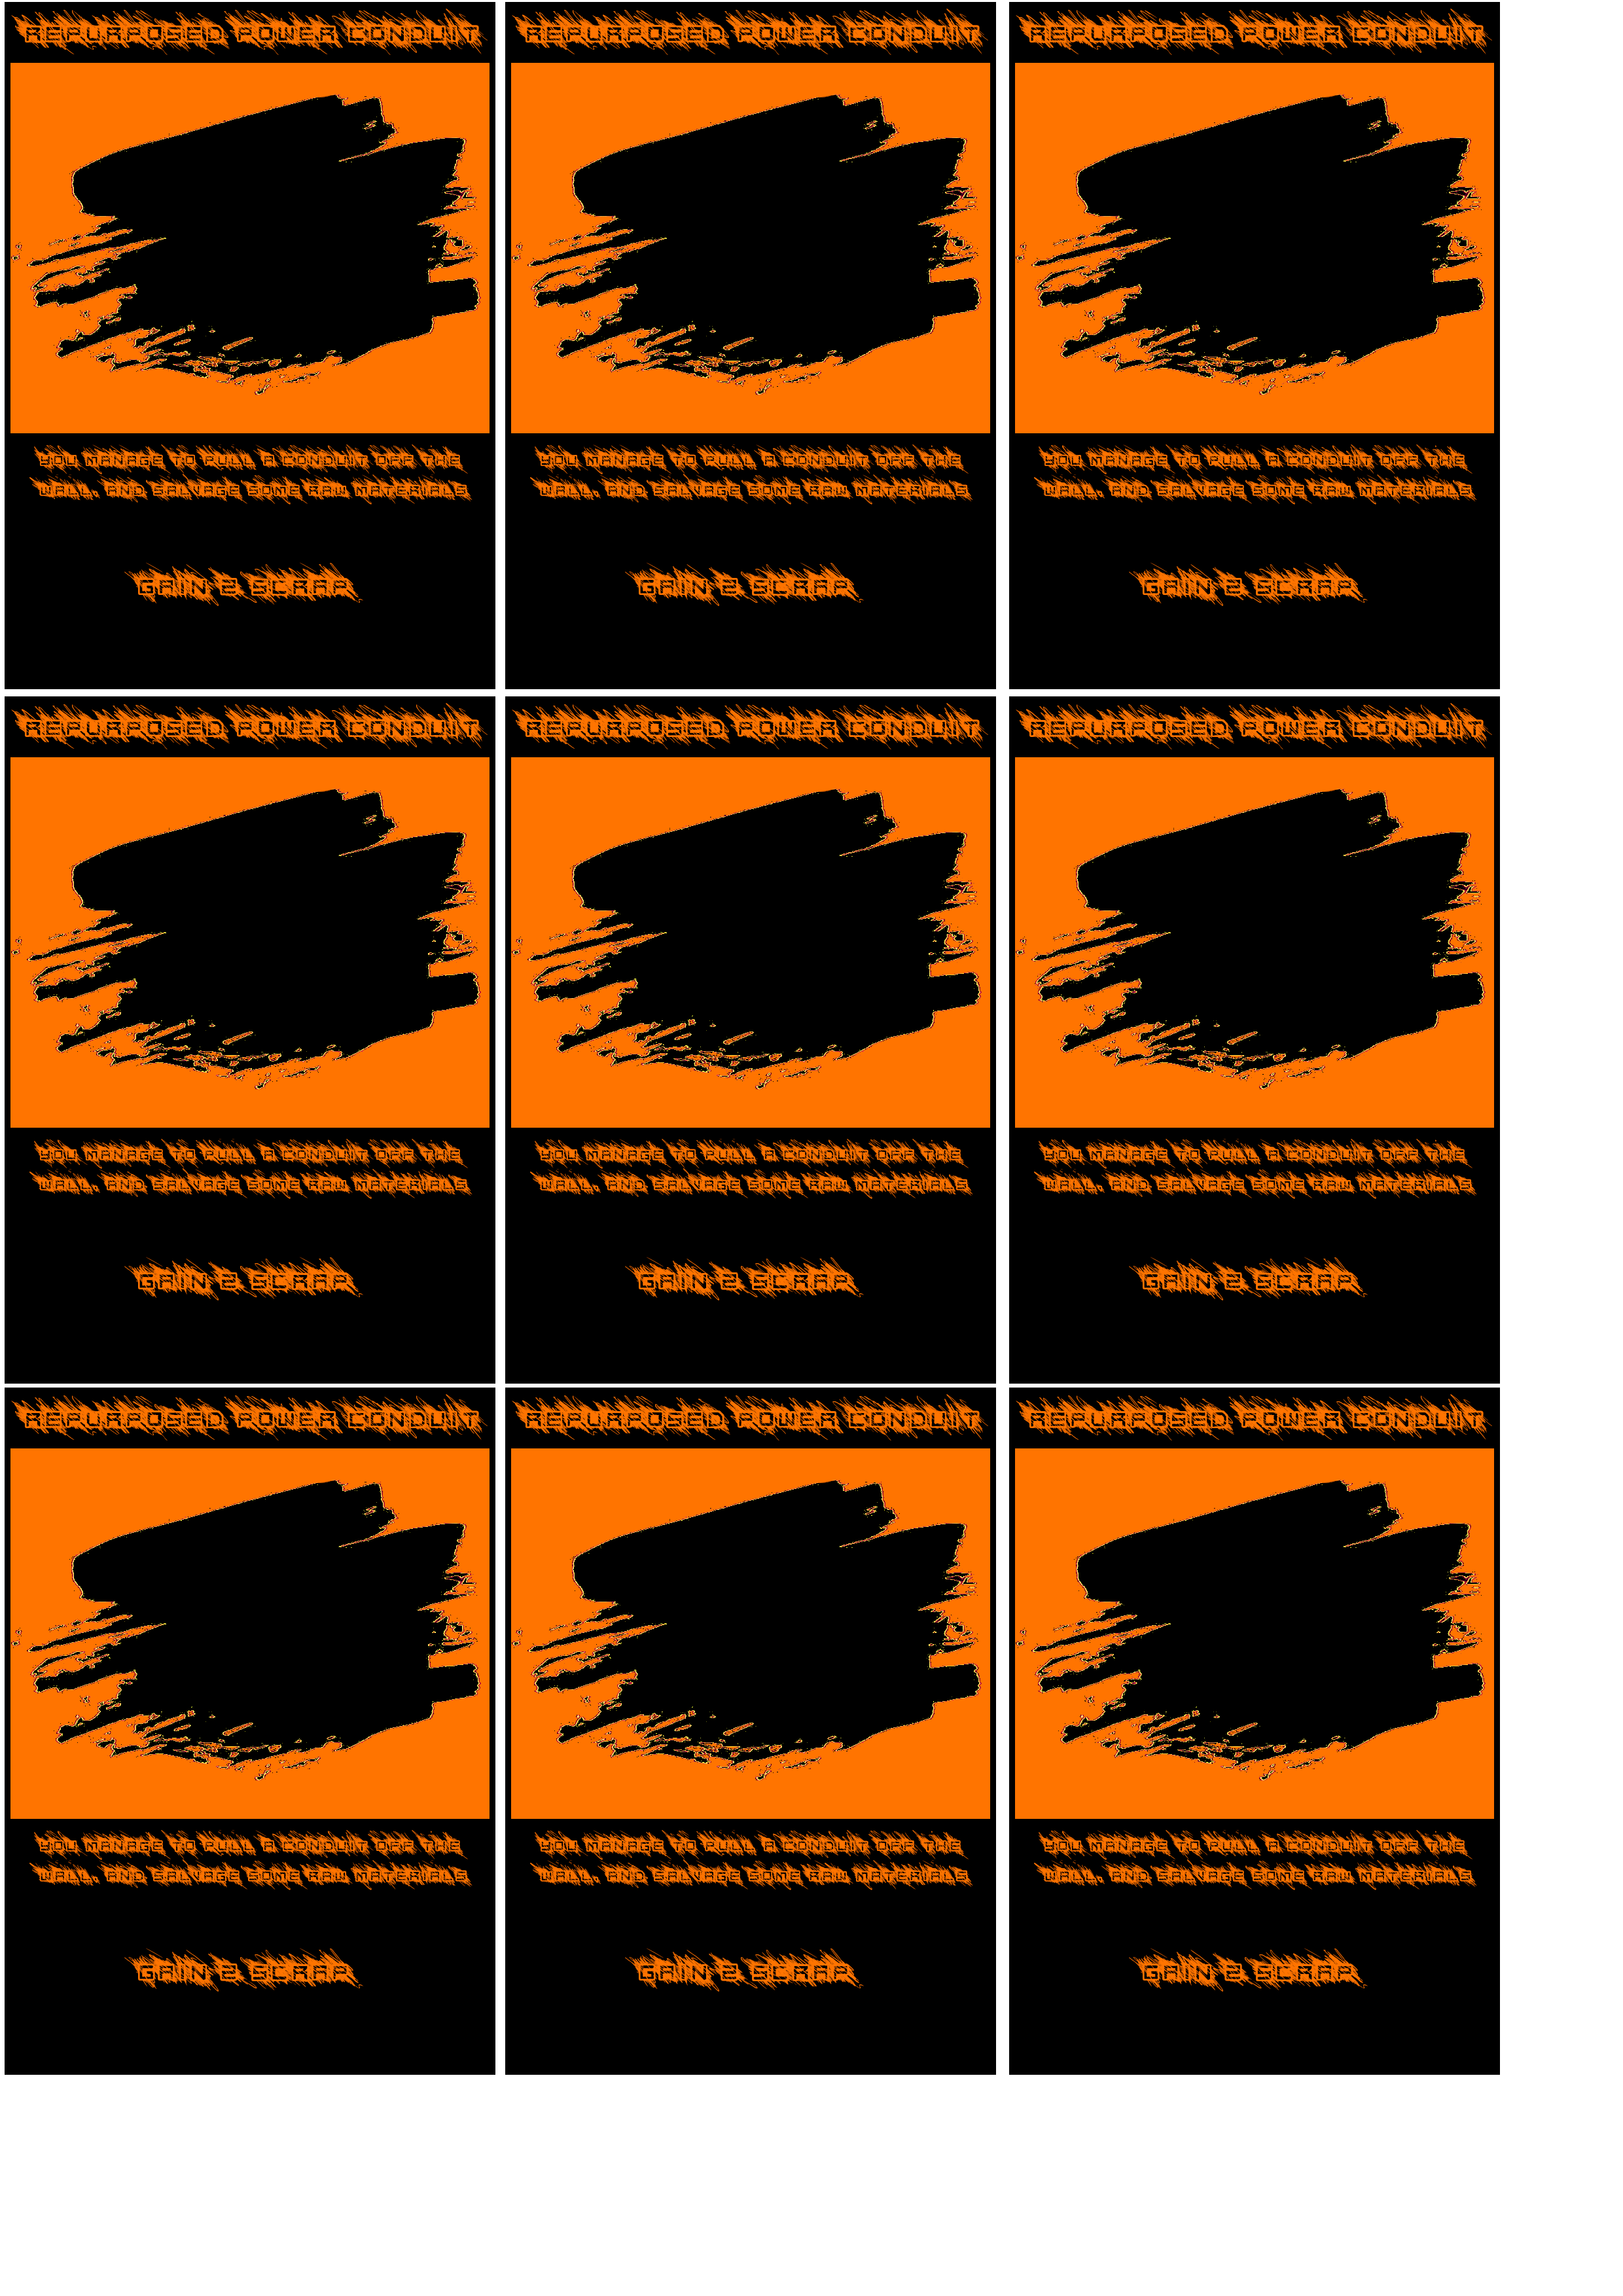 REPURPOSED POWER CONDUIT REPURPOSED POWER CONDUIT REPURPOSED POWER CONDUIT
YOU MANAGE TO PULL A CONDUIT OFF THE YOU MANAGE TO PULL A CONDUIT OFF THE YOU MANAGE TO PULL A CONDUIT OFF THE
WALL, AND SALVAGE SOME RAW MATERIALS WALL, AND SALVAGE SOME RAW MATERIALS WALL, AND SALVAGE SOME RAW MATERIALS
GAIN 2 SCRAP GAIN 2 SCRAP GAIN 2 SCRAP
REPURPOSED POWER CONDUIT REPURPOSED POWER CONDUIT REPURPOSED POWER CONDUIT
YOU MANAGE TO PULL A CONDUIT OFF THE YOU MANAGE TO PULL A CONDUIT OFF THE YOU MANAGE TO PULL A CONDUIT OFF THE
WALL, AND SALVAGE SOME RAW MATERIALS WALL, AND SALVAGE SOME RAW MATERIALS WALL, AND SALVAGE SOME RAW MATERIALS
GAIN 2 SCRAP GAIN 2 SCRAP GAIN 2 SCRAP
REPURPOSED POWER CONDUIT REPURPOSED POWER CONDUIT REPURPOSED POWER CONDUIT
YOU MANAGE TO PULL A CONDUIT OFF THE YOU MANAGE TO PULL A CONDUIT OFF THE YOU MANAGE TO PULL A CONDUIT OFF THE
WALL, AND SALVAGE SOME RAW MATERIALS WALL, AND SALVAGE SOME RAW MATERIALS WALL, AND SALVAGE SOME RAW MATERIALS
GAIN 2 SCRAP GAIN 2 SCRAP GAIN 2 SCRAP